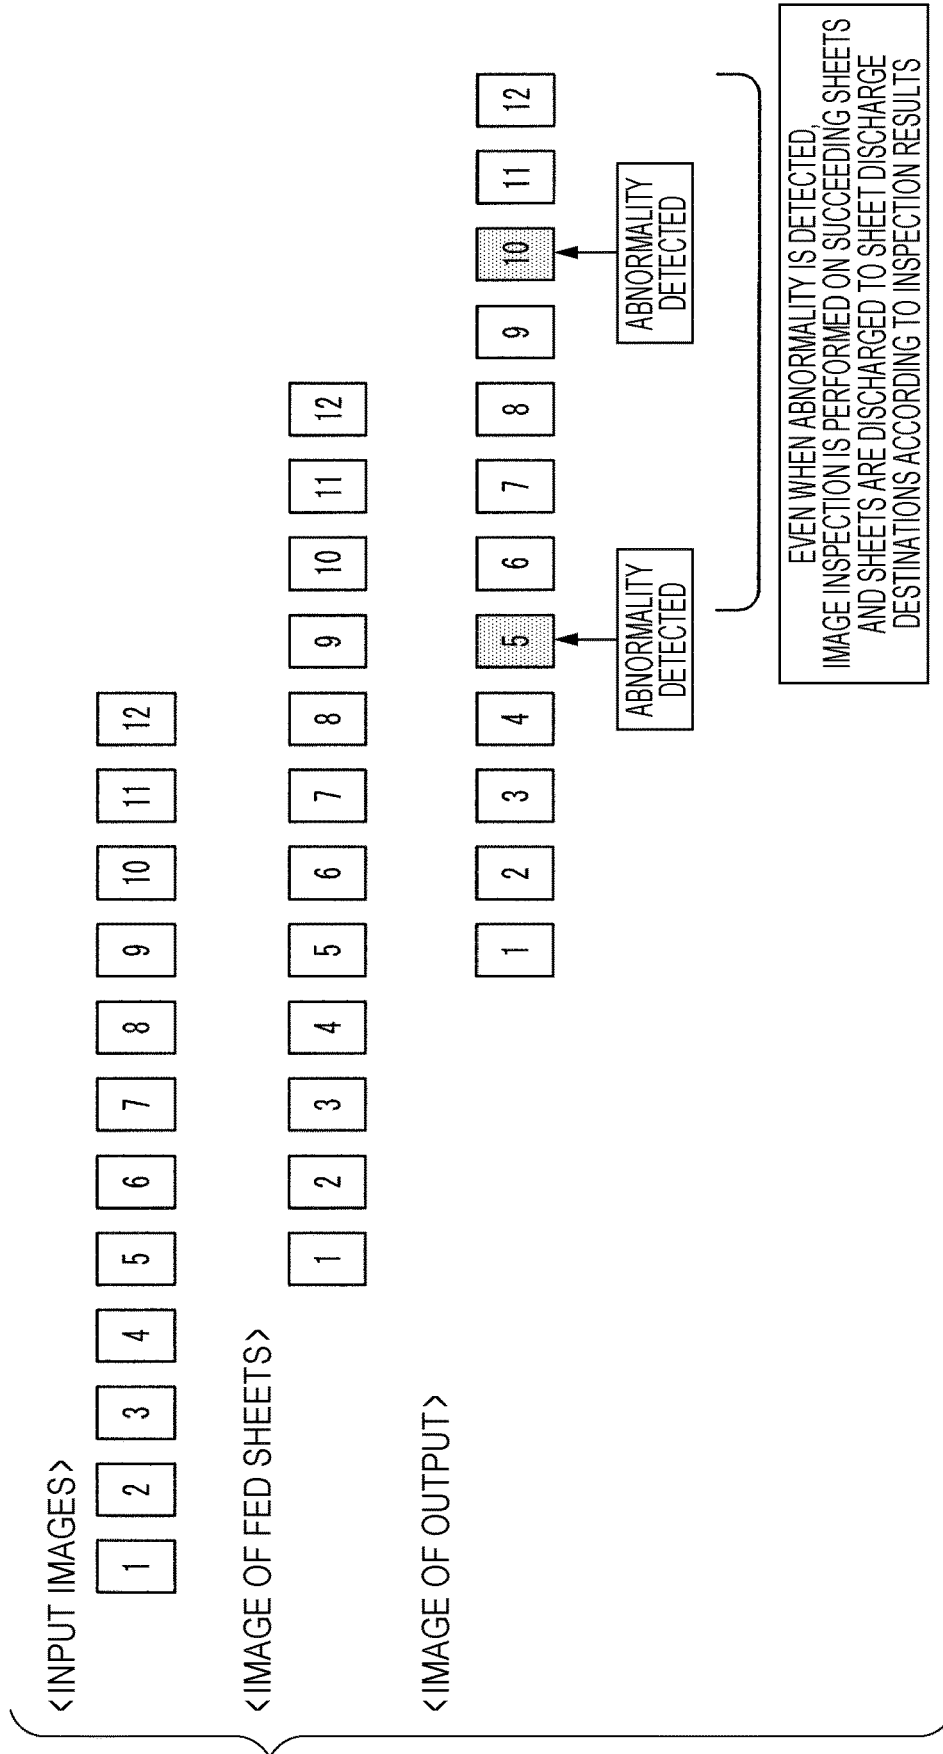 <INPUT IMAGES>
1 2 3 4 5 6 7 8 9 10 11 12
<IMAGE OF FED SHEETS>
1 2 3 4 5 6 7 8 9 10 11 12
<IMAGE OF OUTPUT>
1 2 3 4 5 6 7 8 9 10 11 12
ABNORMALITY
DETECTED
ABNORMALITY
DETECTED
EVEN WHEN ABNORMALITY IS DETECTED,
IMAGE INSPECTION IS PERFORMED ON SUCCEEDING SHEETS
AND SHEETS ARE DISCHARGED TO SHEET DISCHARGE
DESTINATIONS ACCORDING TO INSPECTION RESULTS